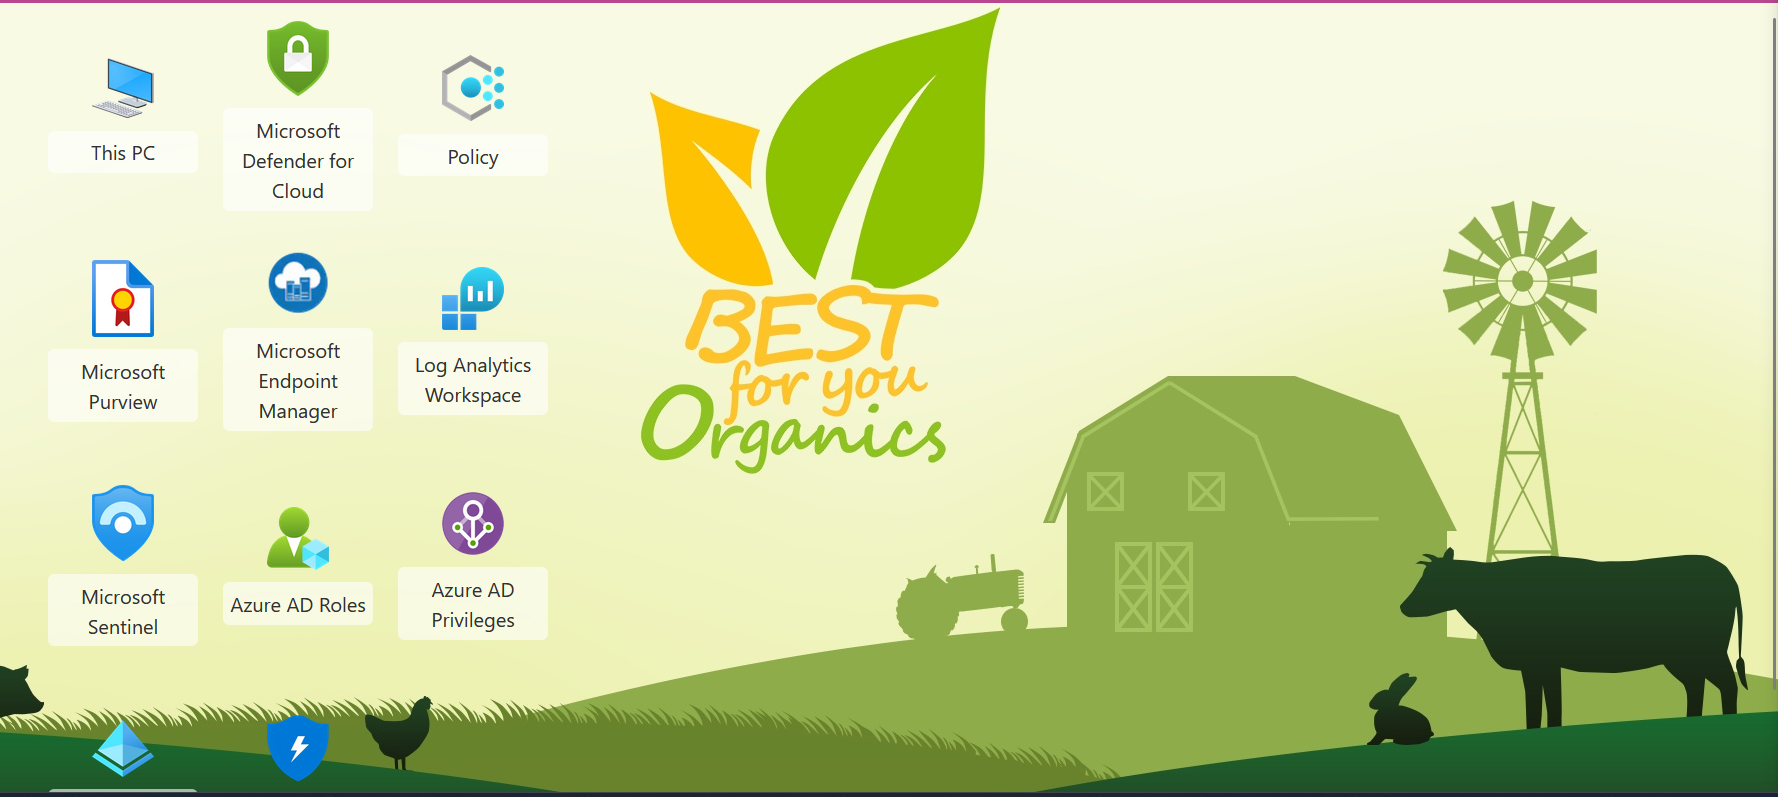 This PC
Microsoft
Defender for
Cloud
Policy
Microsoft
Purview
Microsoft
Endpoint
Manager
Log Analytics
Workspace
Microsoft
Sentinel
Azure AD Roles
Azure AD
Privileges
BEST
for you
Organics